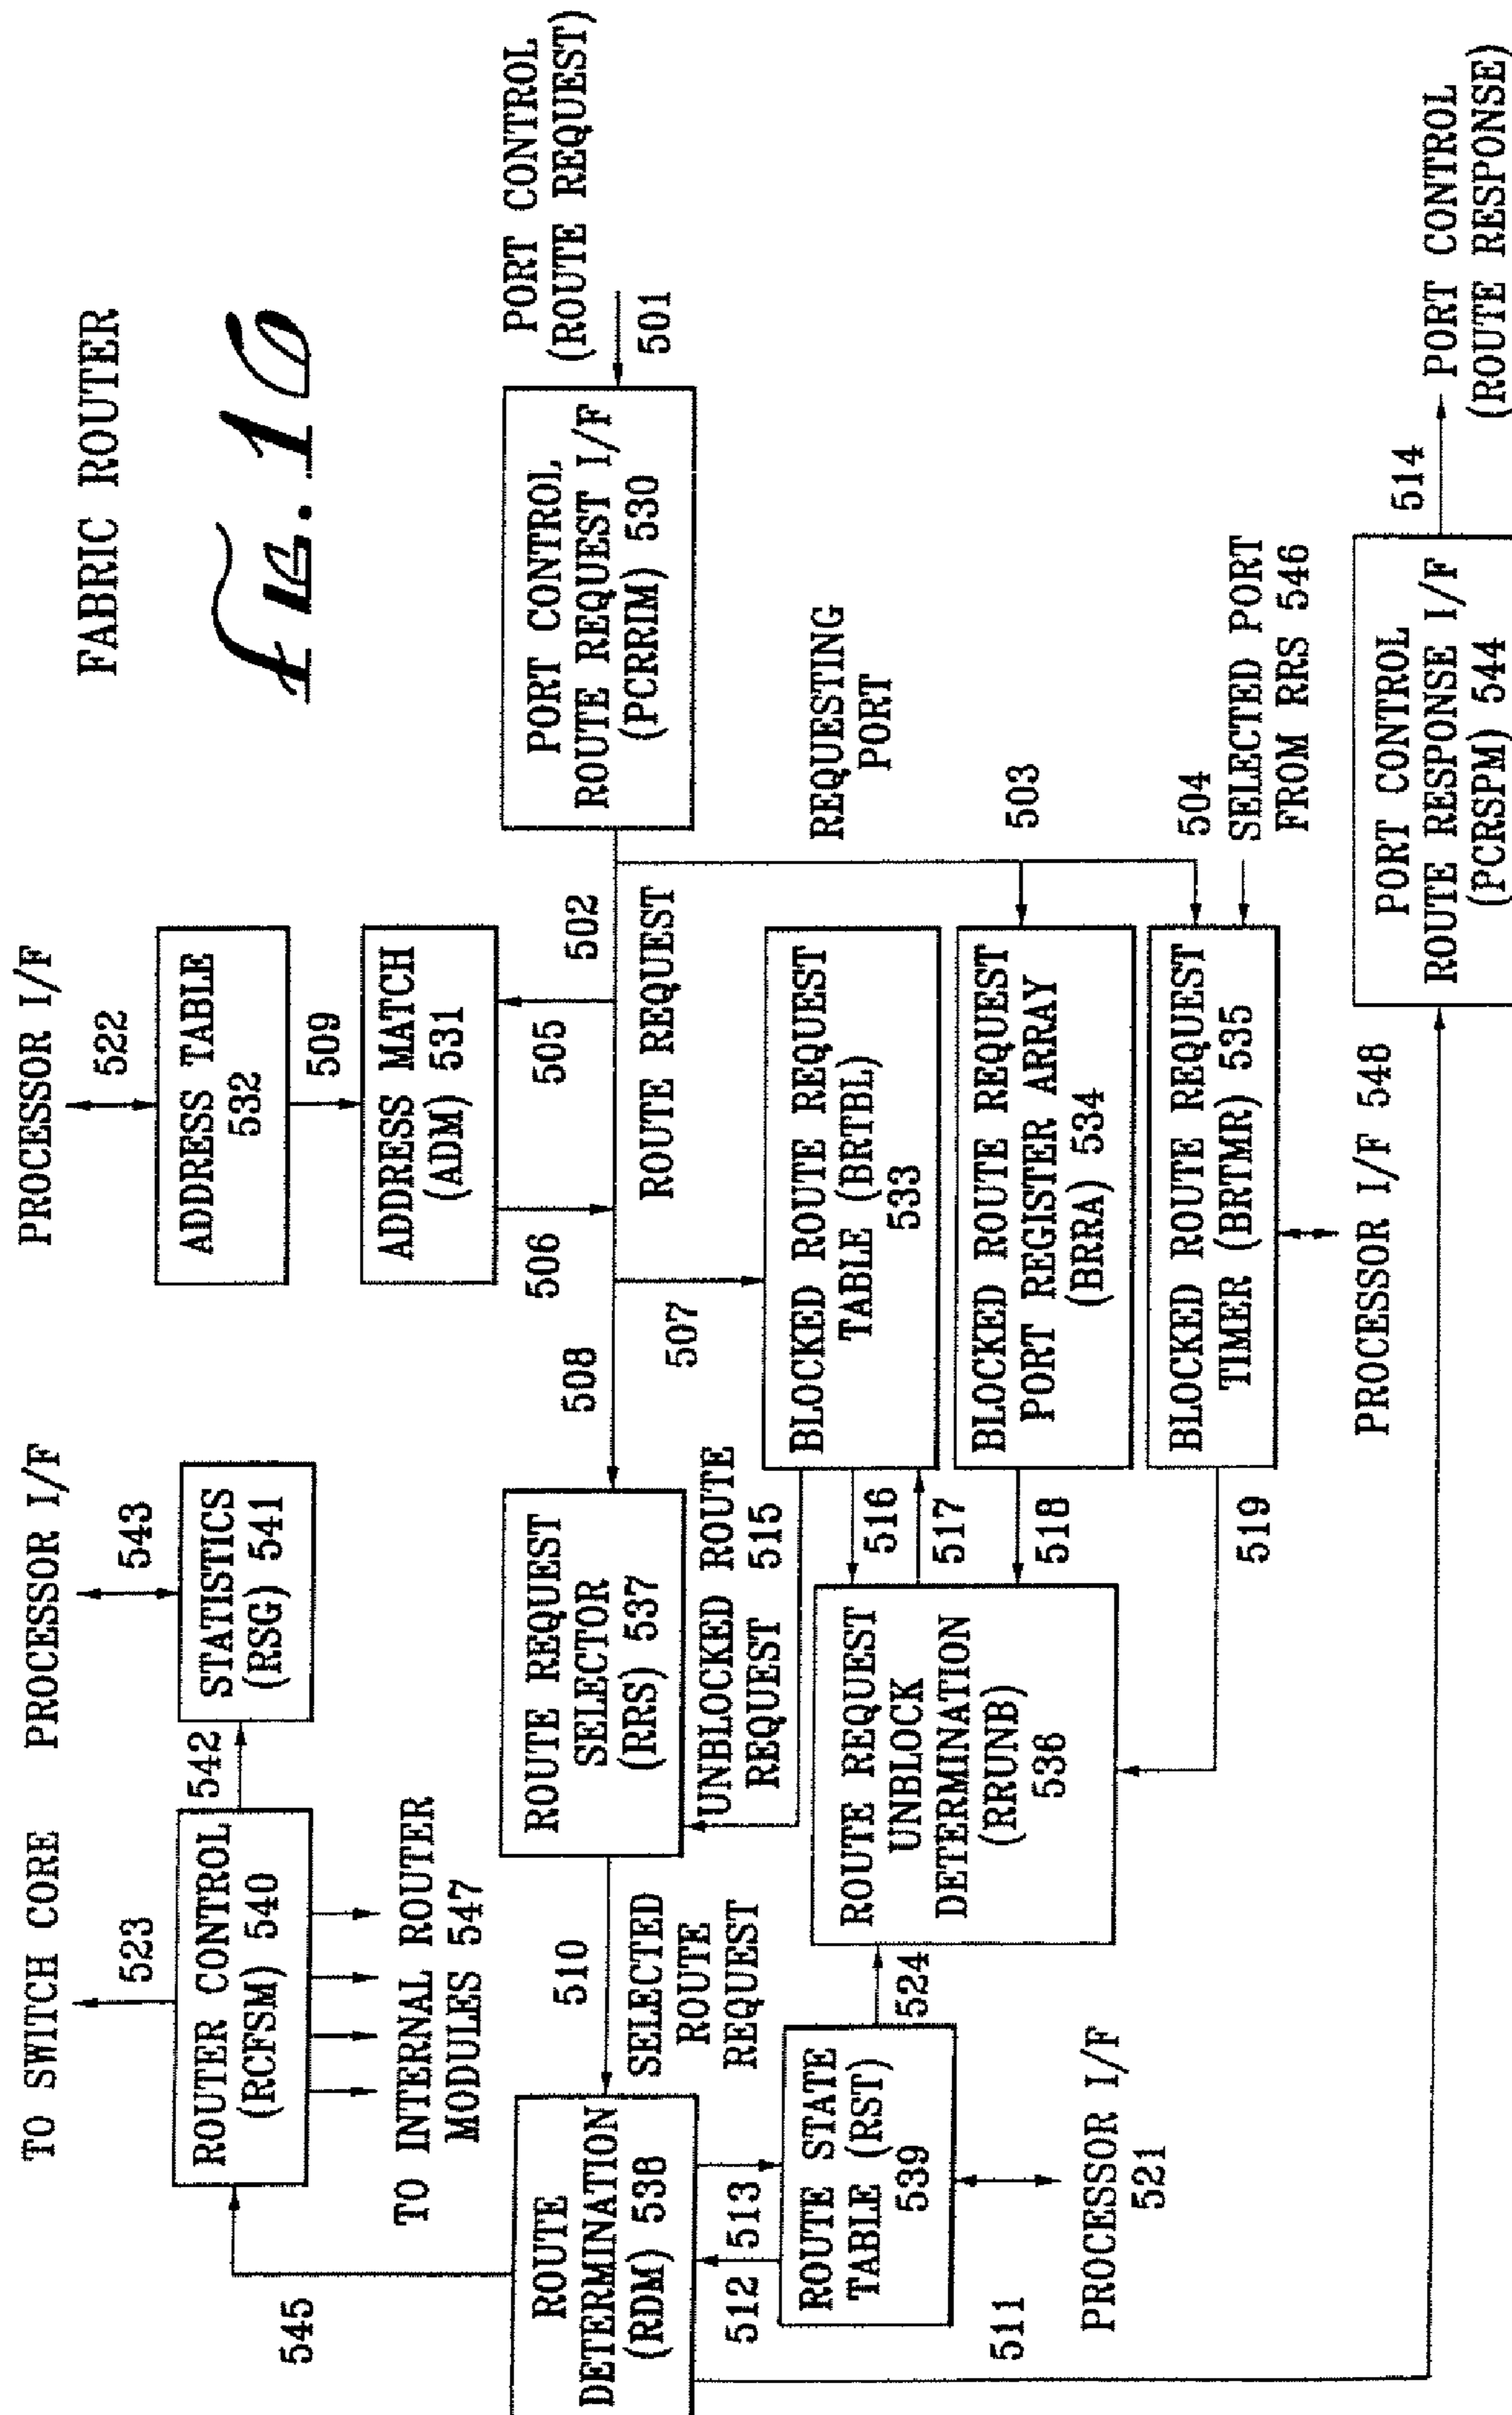 FABRIC ROUTER
FIG. 16
TO SWITCH CORE
523
ROUTER CONTROL
(RCFSM) 540
TO INTERNAL ROUTER
MODULES 547
542
PROCESSOR I/F
543
STATISTICS
(RSG) 541
PROCESSOR I/F
522
ADDRESS TABLE
532
509
ADDRESS MATCH
(ADM) 531
506
505
502
ROUTE REQUEST
PORT CONTROL
(ROUTE REQUEST)
501
PORT CONTROL
ROUTE REQUEST I/F
(PCRRIM) 530
545
ROUTE
DETERMINATION
(RDM) 538
510
SELECTED
ROUTE
REQUEST
ROUTE REQUEST
SELECTOR
(RRS) 537
508
507
UNBLOCKED ROUTE
REQUEST 515
REQUESTING
PORT
512
513
ROUTE STATE
TABLE (RST)
539
524
511
PROCESSOR I/F
521
ROUTE REQUEST
UNBLOCK
DETERMINATION
(RRUNB)
536
516
517
518
519
BLOCKED ROUTE REQUEST
TABLE (BRTBL)
533
BLOCKED ROUTE REQUEST
PORT REGISTER ARRAY
(BRRA) 534
503
BLOCKED ROUTE REQUEST
TIMER (BRTMR) 535
504
SELECTED PORT
FROM RRS 546
PROCESSOR I/F 548
PORT CONTROL
ROUTE RESPONSE I/F
(PCRSPM) 544
514
PORT CONTROL
(ROUTE RESPONSE)